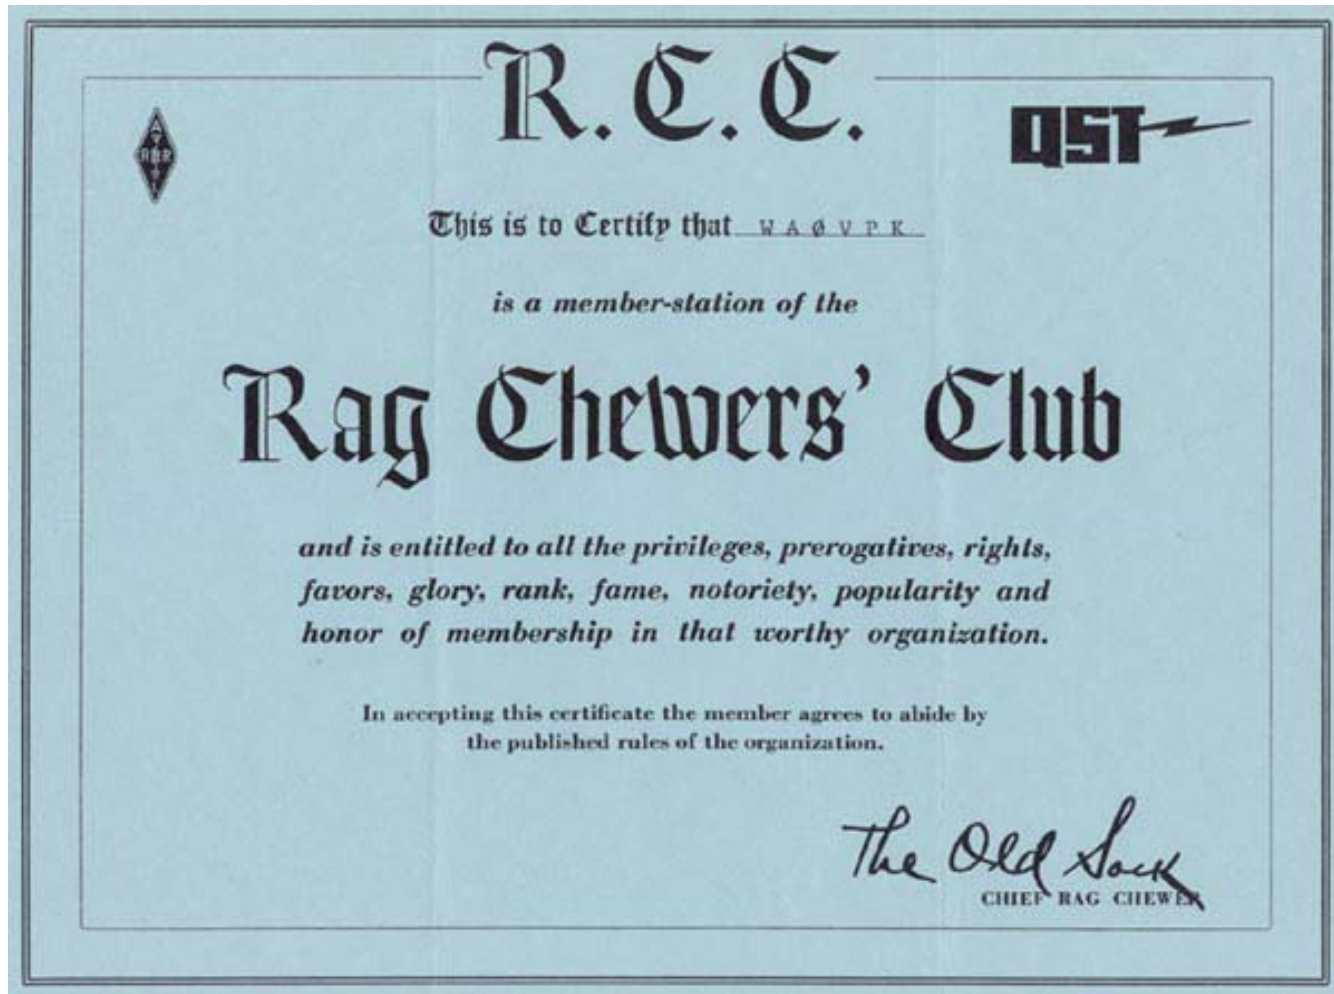 R.C.C.
QST
This is to Certify that WAØVPK
is a member-station of the
Rag Chewers' Club
and is entitled to all the privileges, prerogatives, rights,
favors, glory, rank, fame, notoriety, popularity and
honor of membership in that worthy organization.
In accepting this certificate the member agrees to abide by
the published rules of the organization.
The Old Sock
CHIEF RAG CHEWER